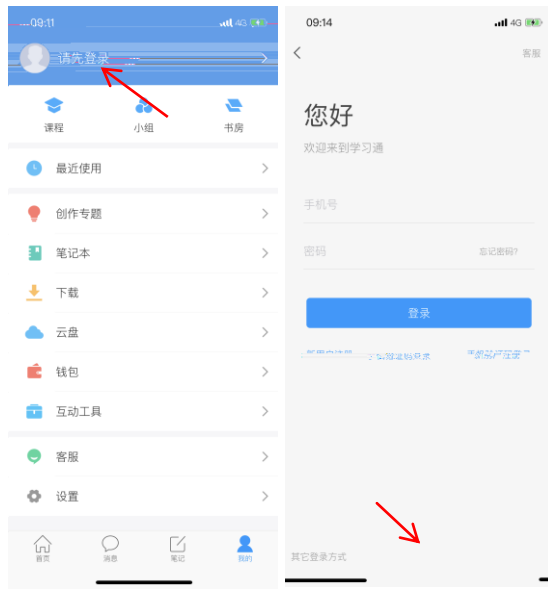 09:11
4G
请先登录
课程
小组
书房
最近使用
创作专题
笔记本
下载
云盘
钱包
互动工具
客服
设置
首页
消息
笔记
我的
09:14
4G
客服
您好
欢迎来到学习通
手机号
密码
忘记密码?
登录
其它登录方式